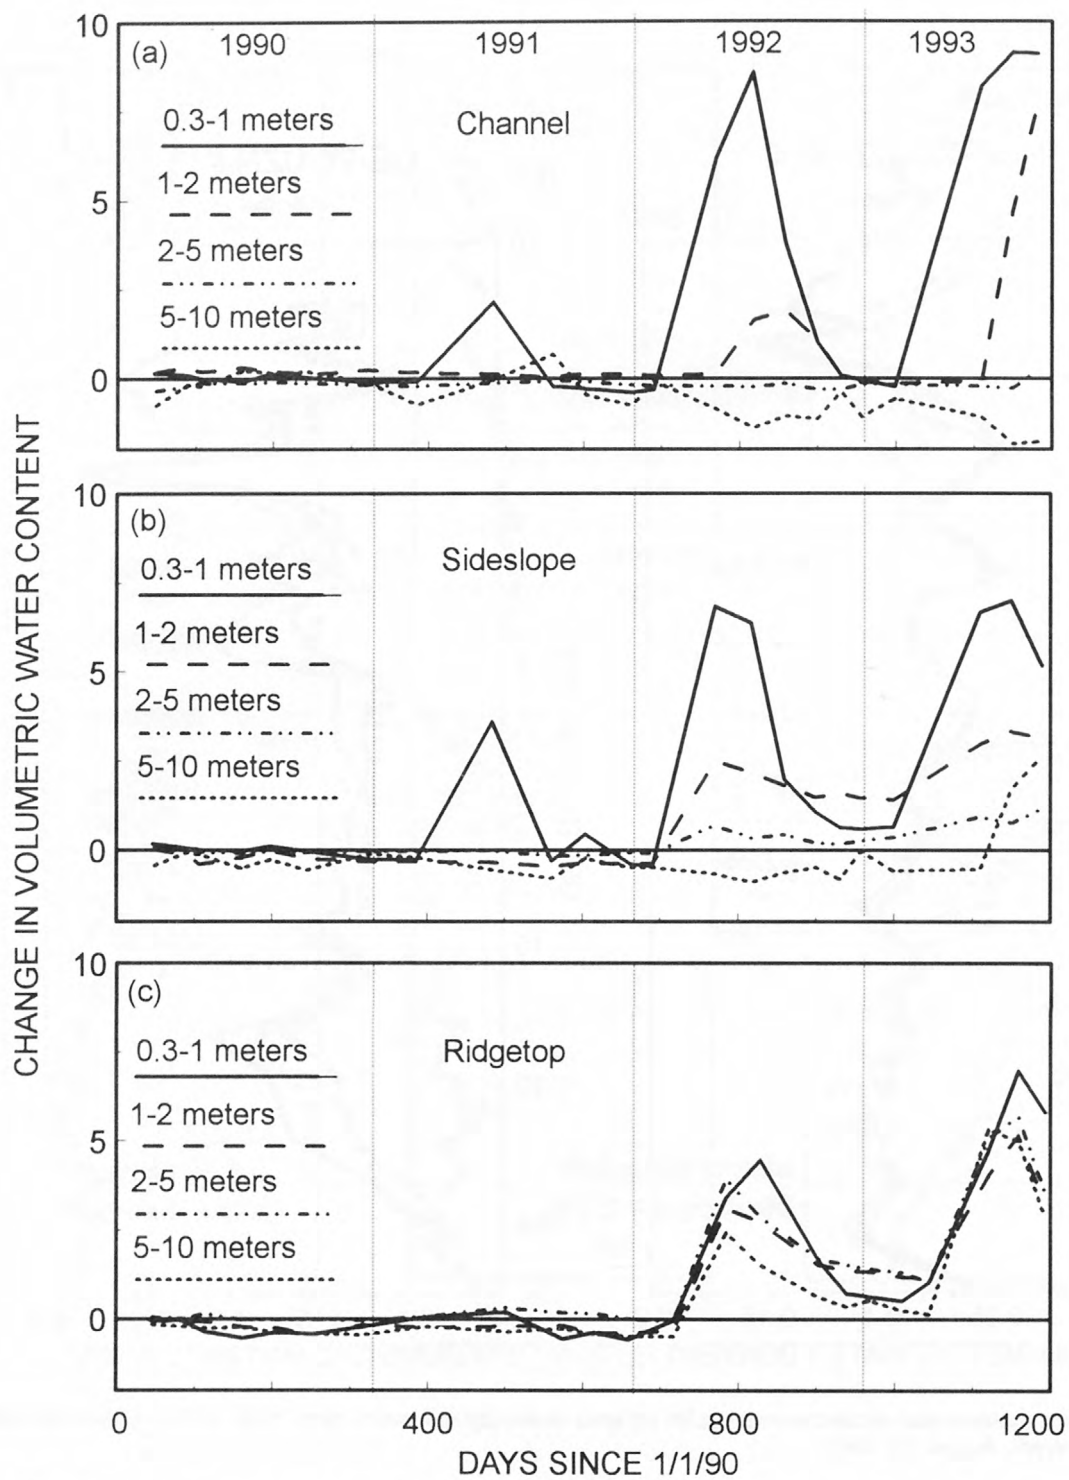 10
(a)
1990
1991
1992
1993
0.3-1 meters
Channel
1-2 meters
5
2-5 meters
5-10 meters
0
CHANGE IN VOLUMETRIC WATER CONTENT
10
(b)
0.3-1 meters
Sideslope
1-2 meters
5
2-5 meters
5-10 meters
0
10
(c)
0.3-1 meters
Ridgetop
1-2 meters
5
2-5 meters
5-10 meters
0
0
400
800
1200
DAYS SINCE 1/1/90